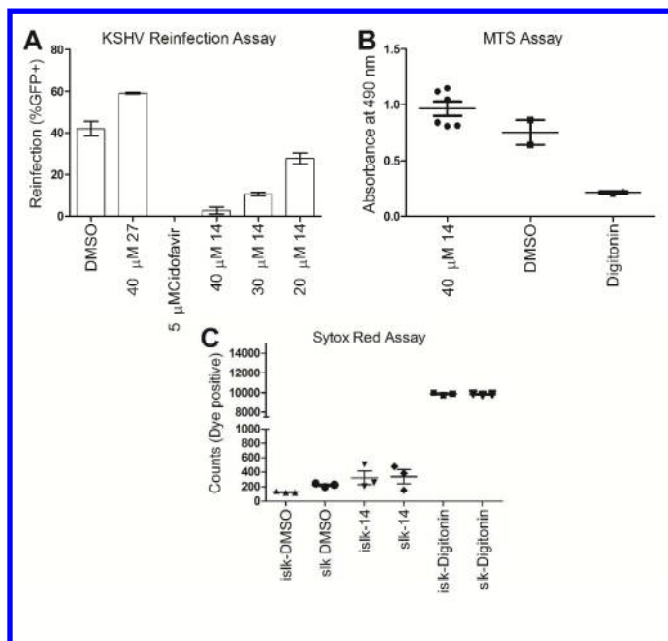 A
KSHV Reinfection Assay
Reinfection (%GFP+)
80
60
40
20
0
DMSO
40 μM 27
5 μMCidofavir
40 μM 14
30 μM 14
20 μM 14
B
MTS Assay
Absorbance at 490 nm
1.5
1.0
0.5
0.0
40 μM 14
DMSO
Digitonin
C
Sytox Red Assay
Counts (Dye positive)
14000
12000
10000
8000
1000
800
600
400
200
0
islk-DMSO
slk DMSO
islk-14
slk-14
isk-Digitonin
sk-Digitonin